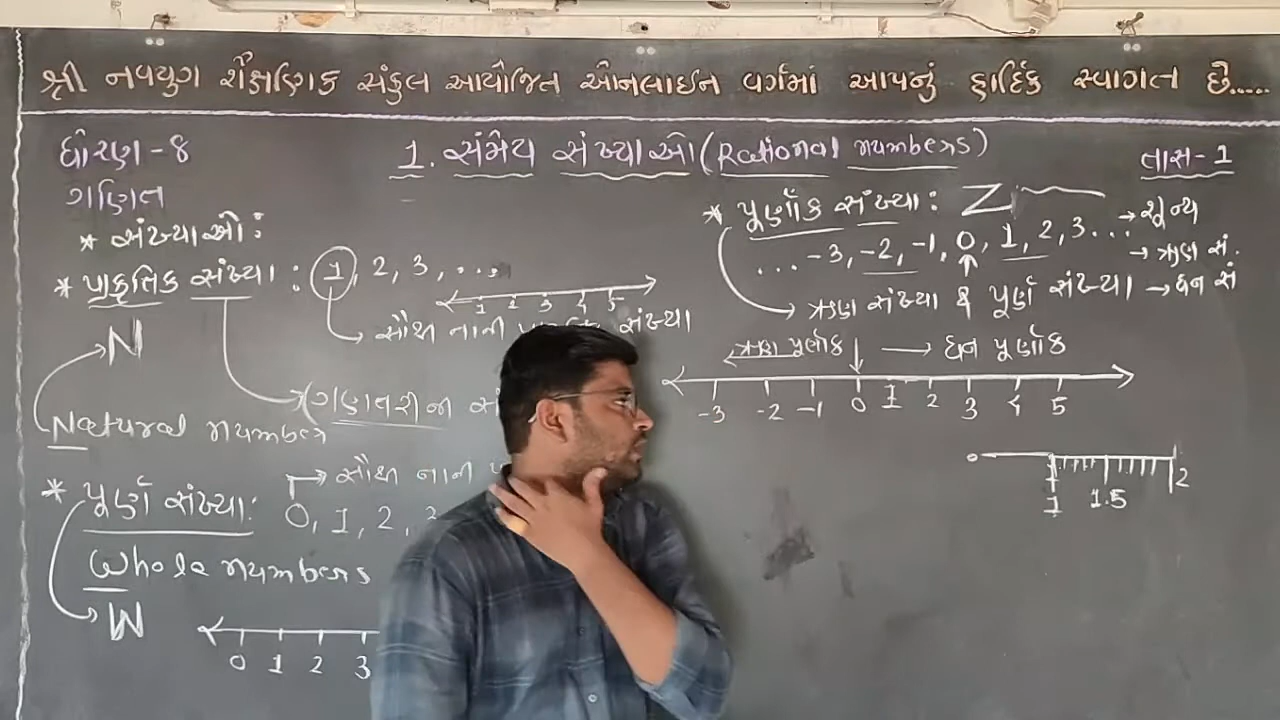 શ્રી નવયુગ શૈક્ષણિક સંકુલ આયોજિત ઓનલાઈન વર્ગમાં આપનું હાર્દિક સ્વાગત છે.....
ધોરણ - ૮
ગણિત
1. સંમેય સંખ્યાઓ (Rational numbers)
તાસ - 1
* સંખ્યાઓ:
* પ્રાકૃતિક સંખ્યા : 1, 2, 3, ...
1 2 3 4 5
સૌથી નાની સંખ્યા
N
(ગણતરીના
Natural number
* પૂર્ણ સંખ્યા:
સૌથી નાની
0, 1, 2,
Whole numbers
W
0 1 2 3
* પૂર્ણાંક સંખ્યા : Z
... -3, -2, -1, 0, 1, 2, 3...
→ શૂન્ય
→ ઋણ સં.
→ ધન સં
→ ઋણ સંખ્યા & પૂર્ણ સંખ્યા
ઋણ પૂર્ણાંક → ધન પૂર્ણાંક
-3 -2 -1 0 1 2 3 4 5
0 1 1.5 2